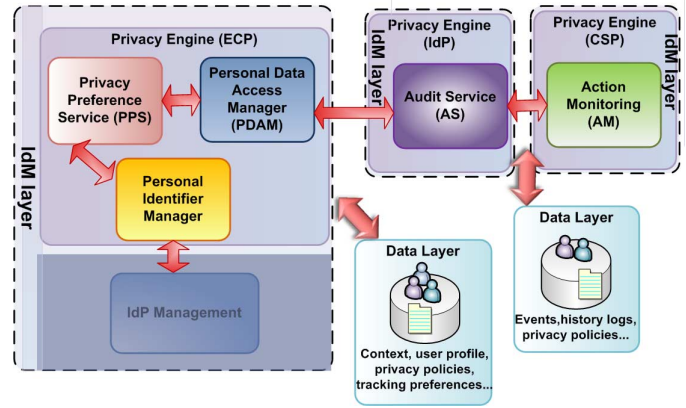 Privacy Engine (ECP)
Privacy
Preference
Service (PPS)
Personal Data
Access
Manager
(PDAM)
Personal
Identifier
Manager
IdM layer
IdP Management
Privacy Engine
(IdP)
IdM layer
Audit Service
(AS)
Privacy Engine
(CSP)
IdM layer
Action
Monitoring
(AM)
Data Layer
Context, user profile,
privacy policies,
tracking preferences...
Data Layer
Events,history logs,
privacy policies...